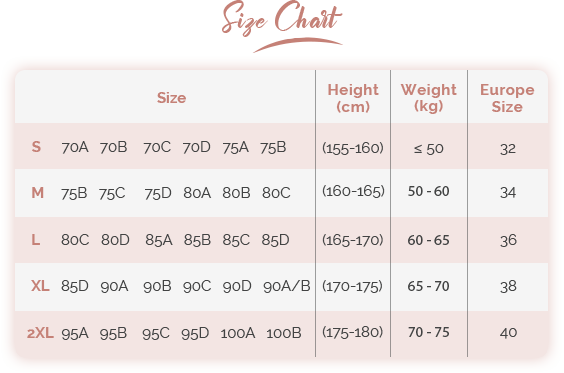 Size Chart
Size Height (cm) Weight (kg) Europe Size
S 70A 70B 70C 70D 75A 75B (155-160) ≤ 50 32
M 75B 75C 75D 80A 80B 80C (160-165) 50 - 60 34
L 80C 80D 85A 85B 85C 85D (165-170) 60 - 65 36
XL 85D 90A 90B 90C 90D 90A/B (170-175) 65 - 70 38
2XL 95A 95B 95C 95D 100A 100B (175-180) 70 - 75 40